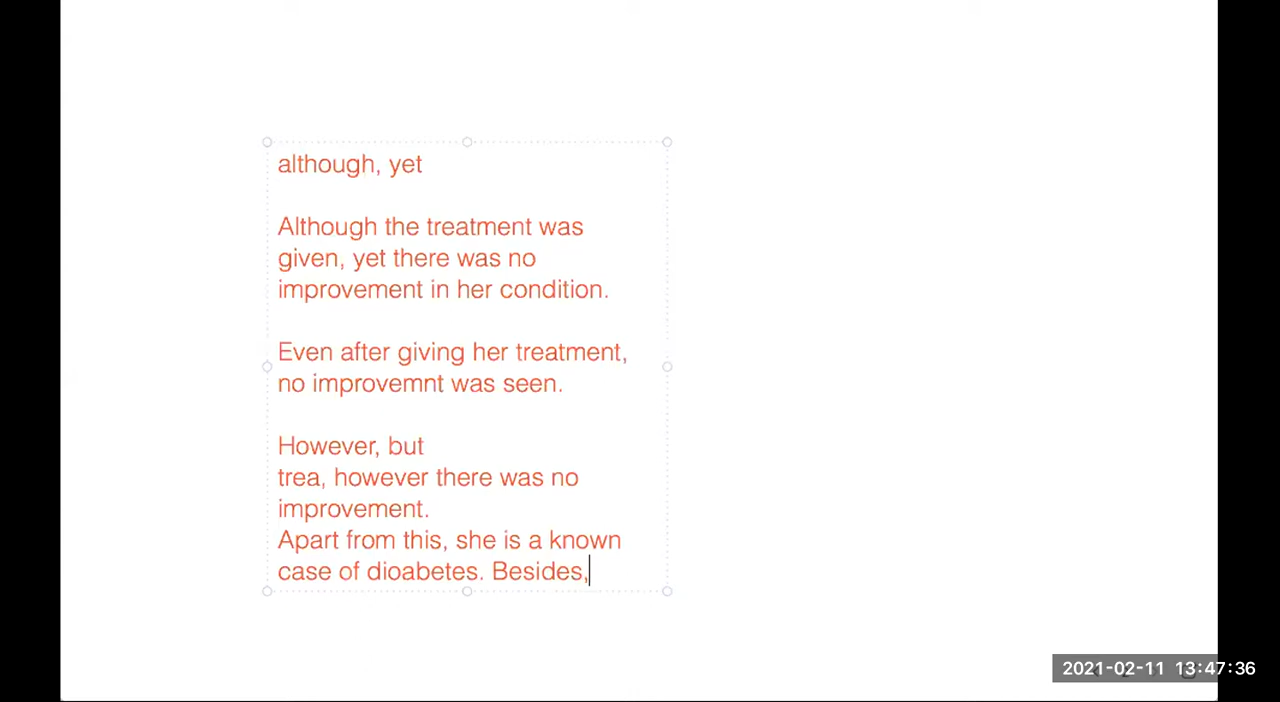 although, yet
Although the treatment was
given, yet there was no
improvement in her condition.
Even after giving her treatment,
no improvemnt was seen.
However, but
trea, however there was no
improvement.
Apart from this, she is a known
case of dioabetes. Besides,
2021-02-11 13:47:36